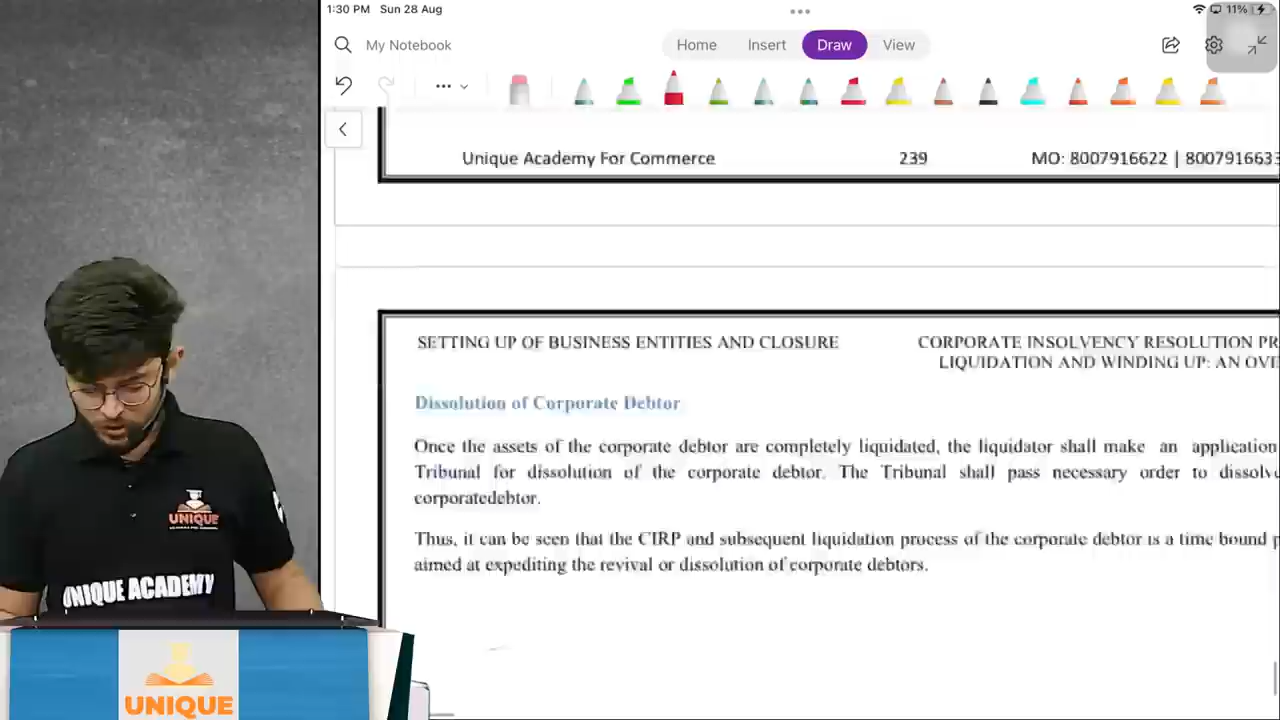 1:30 PM Sun 28 Aug
11%
My Notebook
Home Insert Draw View
Unique Academy For Commerce 239 MO: 8007916622 | 8007916633
SETTING UP OF BUSINESS ENTITIES AND CLOSURE
CORPORATE INSOLVENCY RESOLUTION PR
LIQUIDATION AND WINDING UP: AN OVE
Dissolution of Corporate Debtor
Once the assets of the corporate debtor are completely liquidated, the liquidator shall make an application
Tribunal for dissolution of the corporate debtor. The Tribunal shall pass necessary order to dissolve
corporatedebtor.
Thus, it can be seen that the CIRP and subsequent liquidation process of the corporate debtor is a time bound p
aimed at expediting the revival or dissolution of corporate debtors.
UNIQUE
UNIQUE ACADEMY
UNIQUE